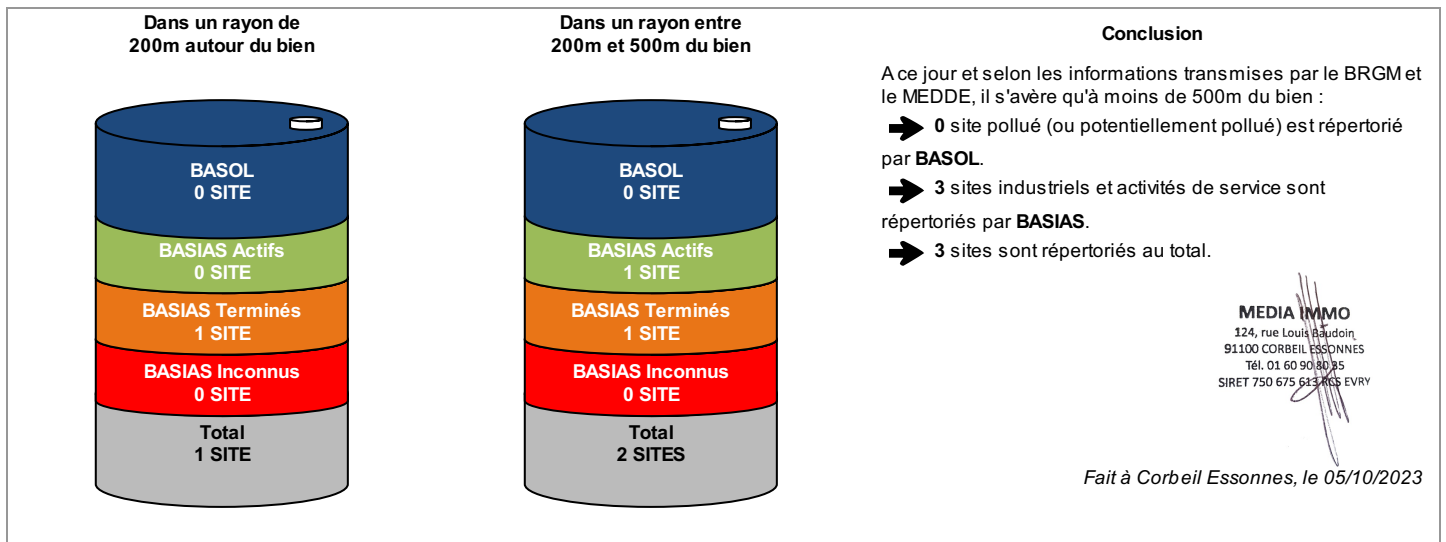 Dans un rayon de
200m autour du bien
BASOL
0 SITE
BASIAS Actifs
0 SITE
BASIAS Terminés
1 SITE
BASIAS Inconnus
0 SITE
Total
1 SITE
Dans un rayon entre
200m et 500m du bien
BASOL
0 SITE
BASIAS Actifs
1 SITE
BASIAS Terminés
1 SITE
BASIAS Inconnus
0 SITE
Total
2 SITES
Conclusion
A ce jour et selon les informations transmises par le BRGM et
le MEDDE, il s'avère qu'à moins de 500m du bien :
0 site pollué (ou potentiellement pollué) est répertorié
par BASOL.
3 sites industriels et activités de service sont
répertoriés par BASIAS.
3 sites sont répertoriés au total.
MEDIA IMMO
124, rue Louis Baudoin
91100 CORBEIL ESSONNES
Tél. 01 60 90 80 85
SIRET 750 675 613 RCS EVRY
Fait à Corbeil Essonnes, le 05/10/2023